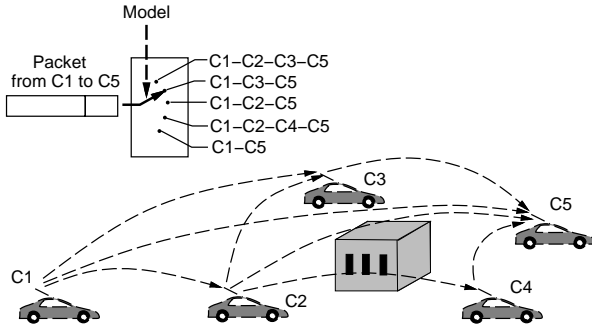 Model
Packet
from C1 to C5
C1–C2–C3–C5
C1–C3–C5
C1–C2–C5
C1–C2–C4–C5
C1–C5
C3
C5
C1
C2
C4